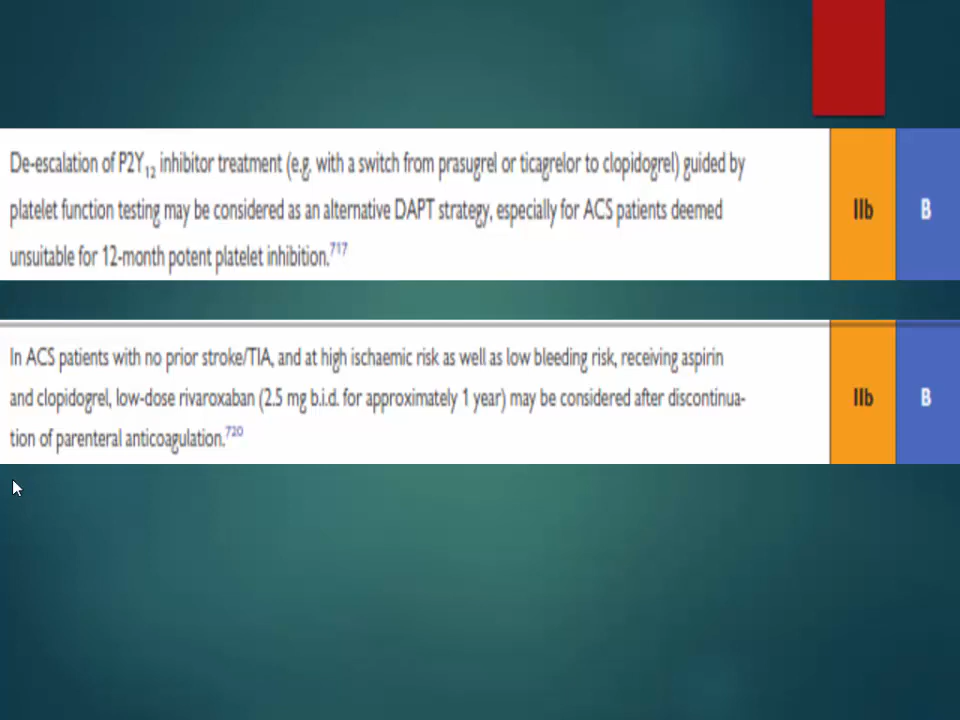 De-escalation of P2Y12 inhibitor treatment (e.g. with a switch from prasugrel or ticagrelor to clopidogrel) guided by
platelet function testing may be considered as an alternative DAPT strategy, especially for ACS patients deemed
unsuitable for 12-month potent platelet inhibition.717
IIb
B
In ACS patients with no prior stroke/TIA, and at high ischaemic risk as well as low bleeding risk, receiving aspirin
and clopidogrel, low-dose rivaroxaban (2.5 mg b.i.d. for approximately 1 year) may be considered after discontinua-
tion of parenteral anticoagulation.720
IIb
B